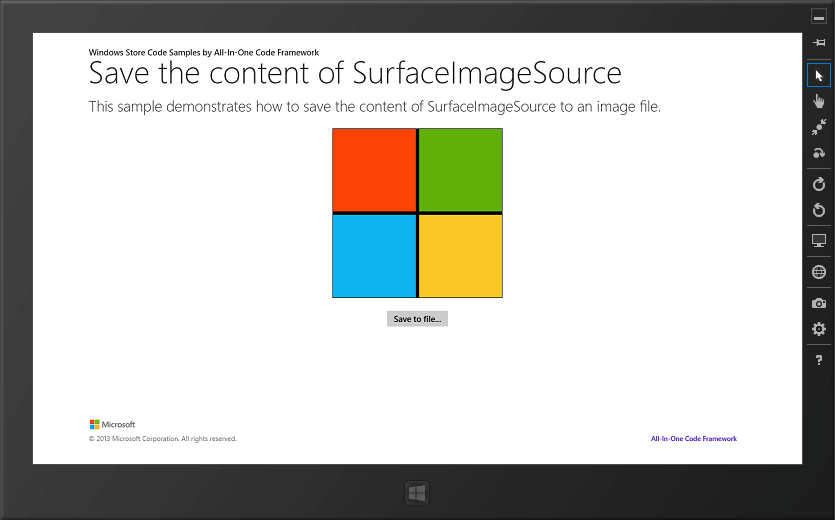 Windows Store Code Samples by All-In-One Code Framework
Save the content of SurfaceImageSource
This sample demonstrates how to save the content of SurfaceImageSource to an image file.
Save to file...
Microsoft
© 2013 Microsoft Corporation. All rights reserved.
All-In-One Code Framework
?